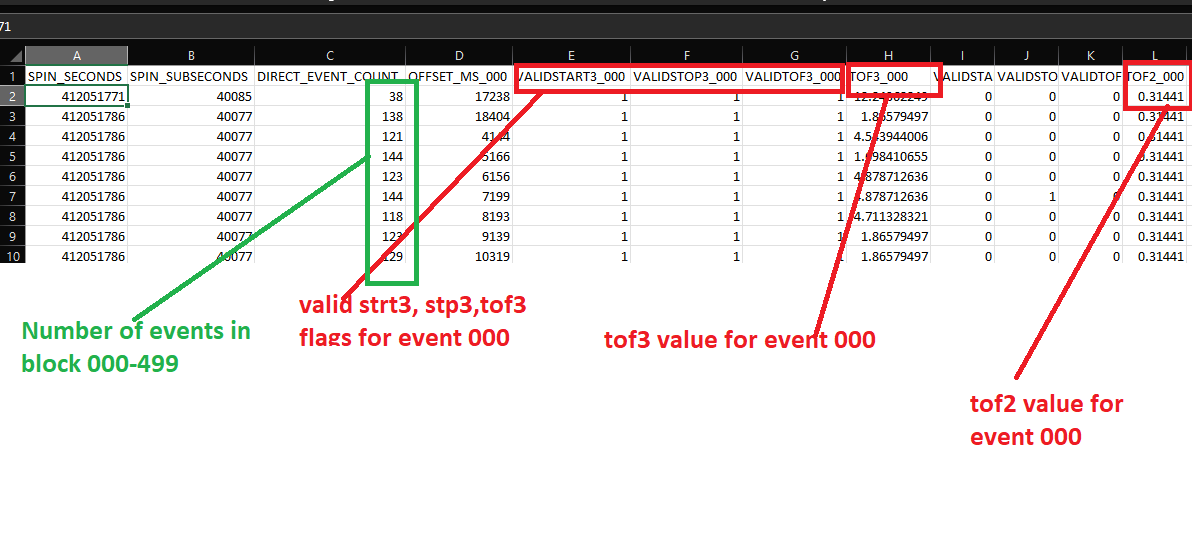 71
A B C D E F G H I J K L
1 SPIN_SECONDS SPIN_SUBSECONDS DIRECT_EVENT_COUNT OFFSET_MS_000 VALIDSTART3_000 VALIDSTOP3_000 VALIDTOF3_000 TOF3_000 VALIDSTA VALIDSTO VALIDTOF TOF2_000
2 412051771 40085 38 17238 1 1 1 0 0 0 0.31441
3 412051786 40077 138 18404 1 1 1 1.86579497 0 0 0 0.31441
4 412051786 40077 121 1 1 1 4.543944006 0 0 0 0.31441
5 412051786 40077 144 5166 1 1 1 0 0 0 0.31441
6 412051786 40077 123 6156 1 1 1 4.878712636 0 0 0 0.31441
7 412051786 40077 144 7199 1 1 1 4.878712636 0 1 0 0.31441
8 412051786 40077 118 8193 1 1 1 4.711328321 0 0 0 0.31441
9 412051786 40077 123 9139 1 1 1 1.86579497 0 0 0 0.31441
10 412051786 40077 129 10319 1 1 1 1.86579497 0 0 0 0.31441
valid strt3, stp3,tof3
flags for event 000
Number of events in
block 000-499
tof3 value for event 000
tof2 value for
event 000